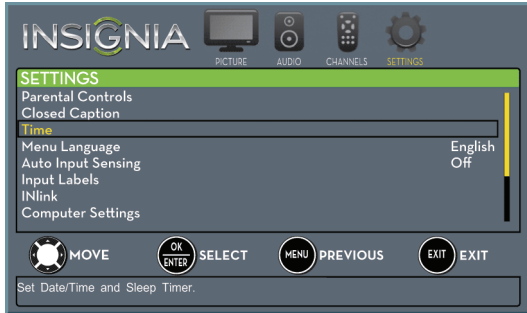 INSIGNIA
PICTURE AUDIO CHANNELS SETTINGS
SETTINGS
Parental Controls
Closed Caption
Time
Menu Language English
Auto Input Sensing Off
Input Labels
INlink
Computer Settings
MOVE OK ENTER SELECT MENU PREVIOUS EXIT EXIT
Set Date/Time and Sleep Timer.